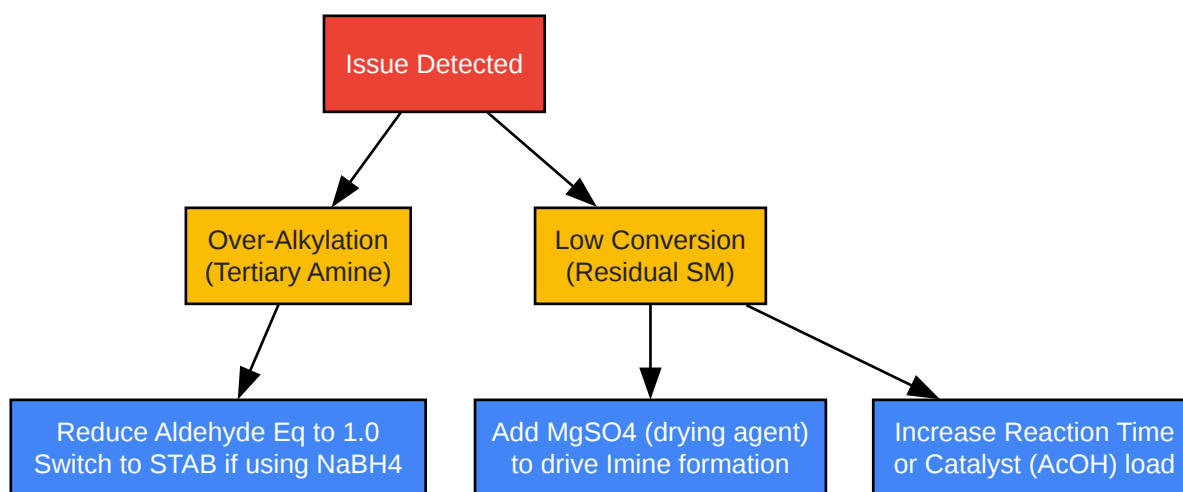 Issue Detected
Over-Alkylation
(Tertiary Amine)
Low Conversion
(Residual SM)
Reduce Aldehyde Eq to 1.0
Switch to STAB if using NaBH4
Add MgSO4 (drying agent)
to drive Imine formation
Increase Reaction Time
or Catalyst (AcOH) load